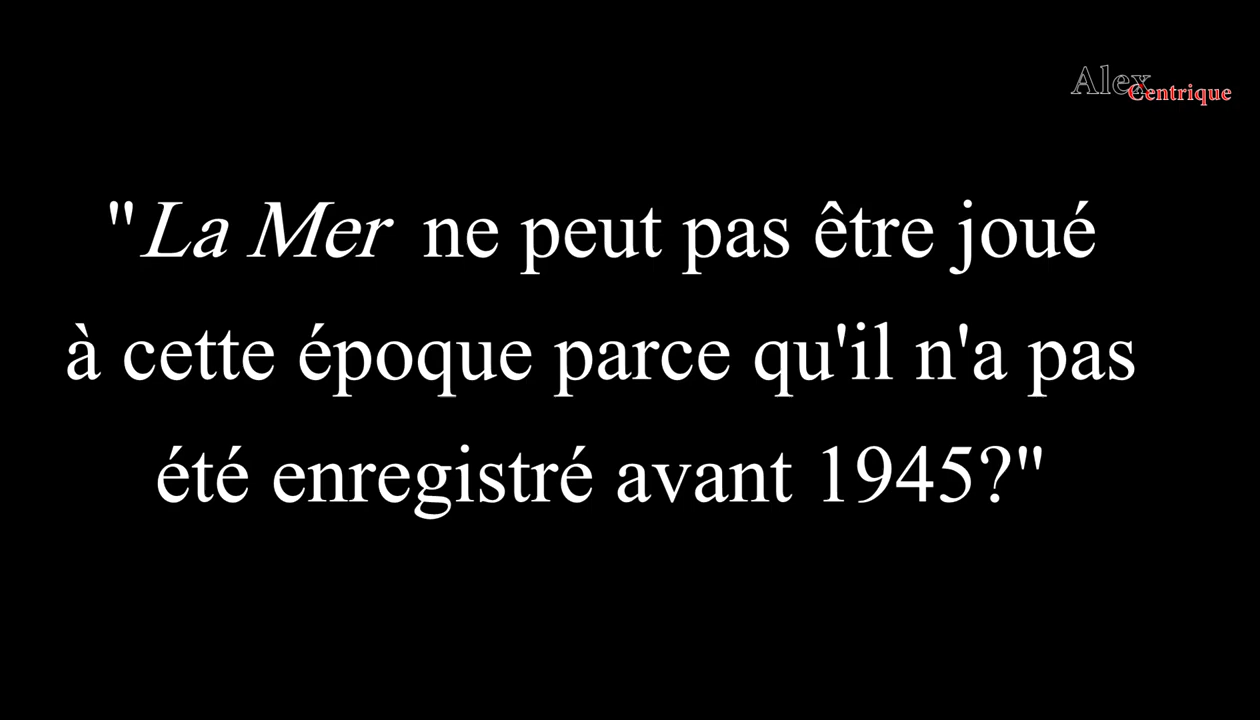 Alex
Centrique
"La Mer ne peut pas être joué
à cette époque parce qu'il n'a pas
été enregistré avant 1945?"